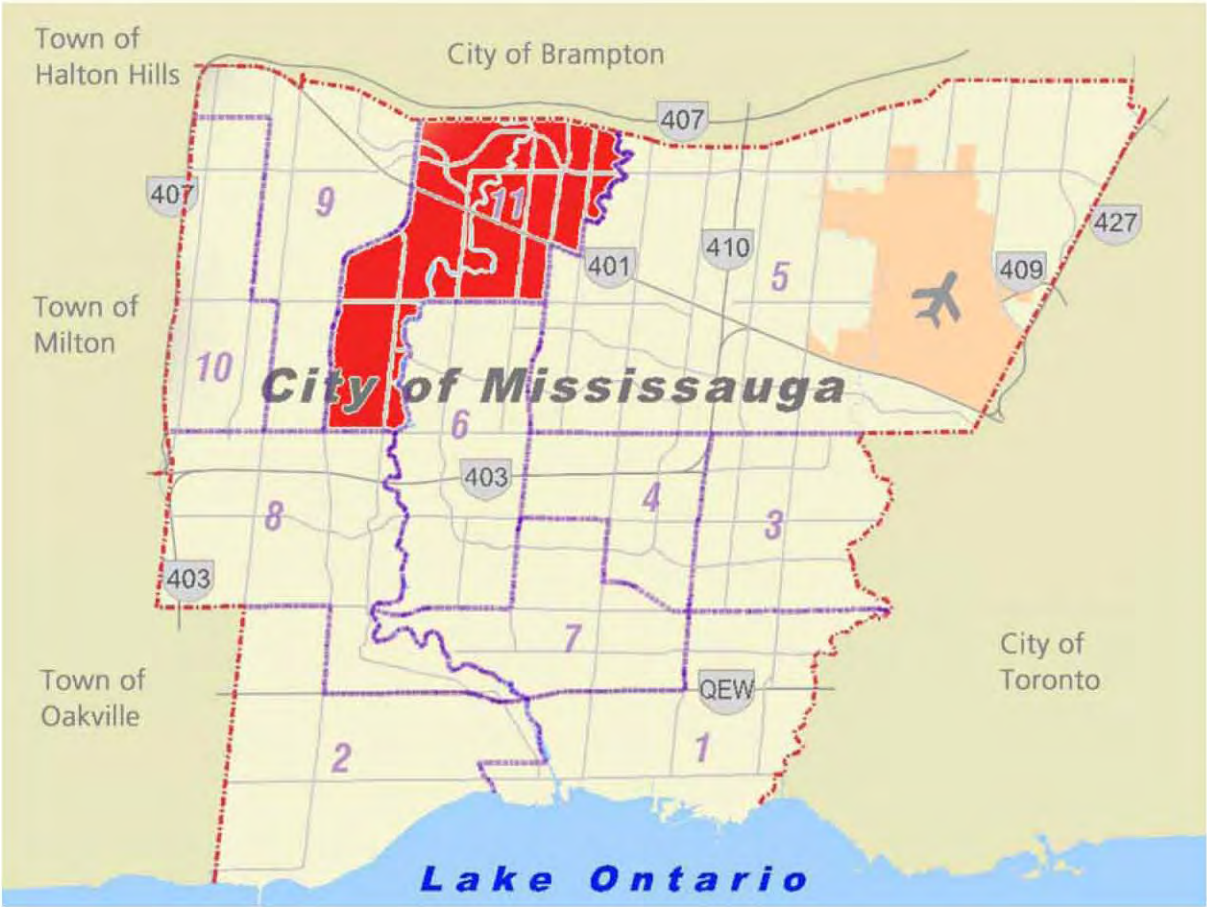 Town of
Halton Hills
City of Brampton
407
407
9
11
427
401
410
5
409
Town of
Milton
10
City of Mississauga
6
403
4
8
3
403
7
City of
Toronto
Town of
Oakville
QEW
2
1
Lake Ontario